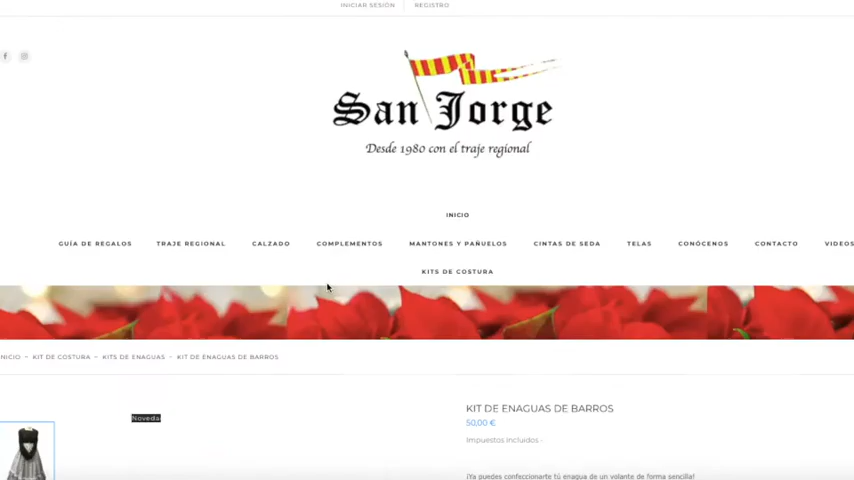 INICIAR SESIÓN REGISTRO
San Jorge
Desde 1980 con el traje regional
INICIO
GUÍA DE REGALOS TRAJE REGIONAL CALZADO COMPLEMENTOS MANTONES Y PAÑUELOS CINTAS DE SEDA TELAS CONÓCENOS CONTACTO VIDEOS
KITS DE COSTURA
INICIO - KIT DE COSTURA - KITS DE ENAGUAS - KIT DE ENAGUAS DE BARROS
Noveda
KIT DE ENAGUAS DE BARROS
50,00 €
Impuestos incluidos -
¡Ya puedes confeccionarte tú enagua de un volante de forma sencilla!